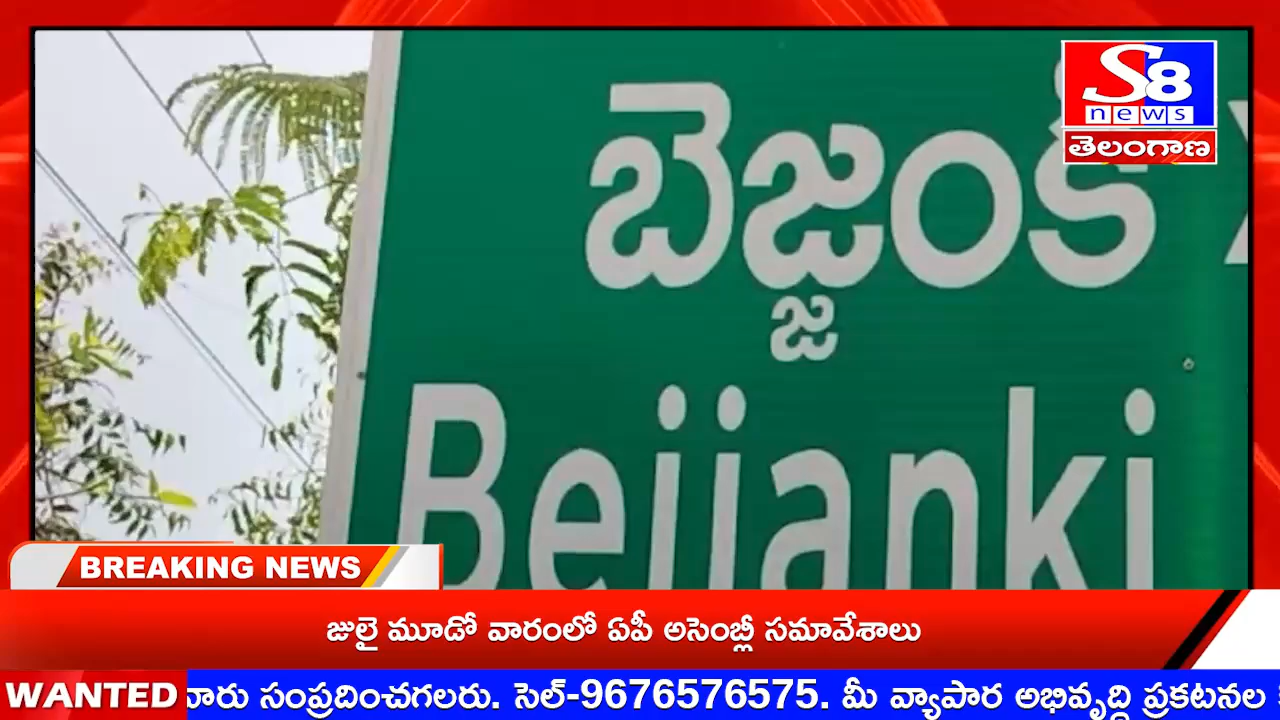 S8
news
తెలంగాణ
బెజ్జంకి X
Bejjanki
BREAKING NEWS
జులై మూడో వారంలో ఏపీ అసెంబ్లీ సమావేశాలు
WANTED వారు సంప్రదించగలరు. సెల్-9676576575. మీ వ్యాపార అభివృద్ది ప్రకటనల